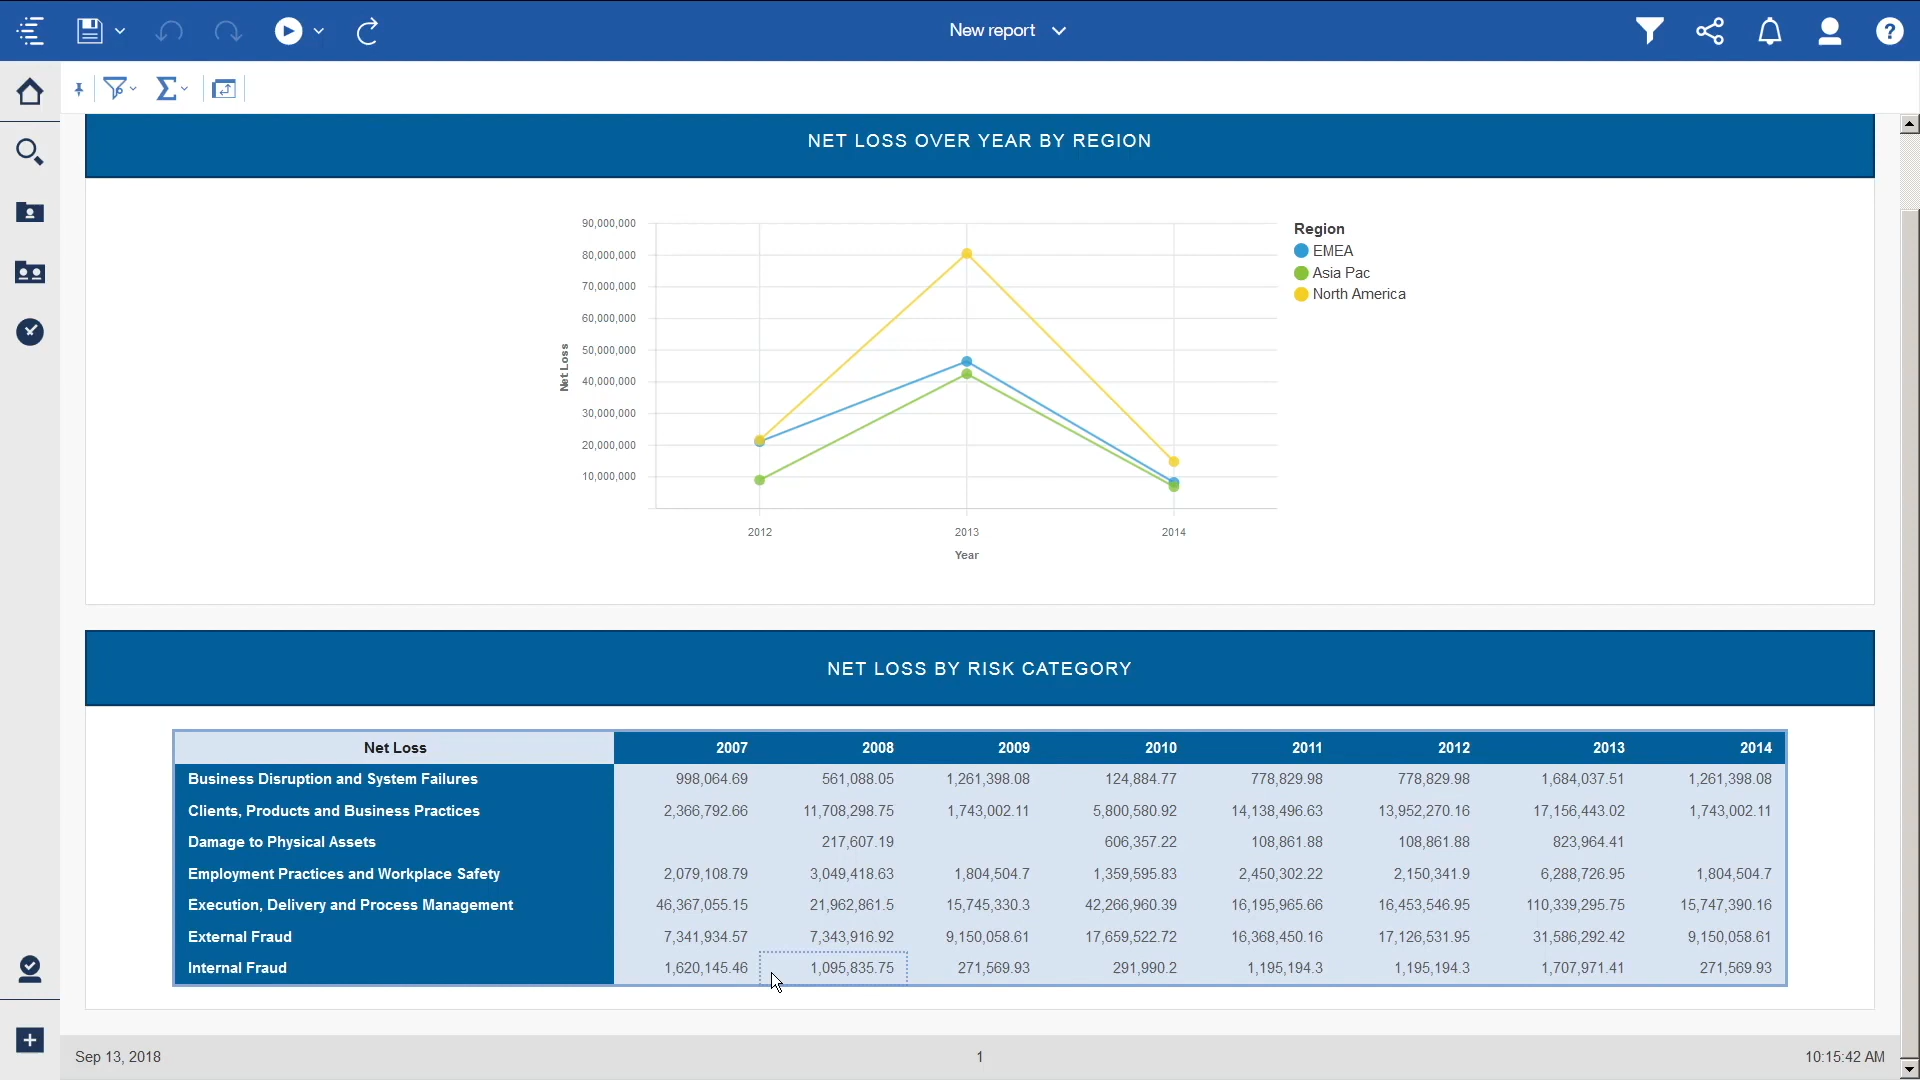 New report
NET LOSS OVER YEAR BY REGION
90,000,000
80,000,000
70,000,000
60,000,000
50,000,000
40,000,000
30,000,000
20,000,000
10,000,000
Net Loss
2012 2013 2014
Year
Region
EMEA
Asia Pac
North America
NET LOSS BY RISK CATEGORY
Net Loss 2007 2008 2009 2010 2011 2012 2013 2014
Business Disruption and System Failures 998,064.69 561,088.05 1,261,398.08 124,884.77 778,829.98 778,829.98 1,684,037.51 1,261,398.08
Clients, Products and Business Practices 2,366,792.66 11,708,298.75 1,743,002.11 5,800,580.92 14,138,496.63 13,952,270.16 17,156,443.02 1,743,002.11
Damage to Physical Assets 217,607.19 606,357.22 108,861.88 108,861.88 823,964.41
Employment Practices and Workplace Safety 2,079,108.79 3,049,418.63 1,804,504.7 1,359,595.83 2,450,302.22 2,150,341.9 6,288,726.95 1,804,504.7
Execution, Delivery and Process Management 46,367,055.15 21,962,861.5 15,745,330.3 42,266,960.39 16,195,965.66 16,453,546.95 110,339,295.75 15,747,390.16
External Fraud 7,341,934.57 7,343,916.92 9,150,058.61 17,659,522.72 16,368,450.16 17,126,531.95 31,586,292.42 9,150,058.61
Internal Fraud 1,620,145.46 1,095,835.75 271,569.93 291,990.2 1,195,194.3 1,195,194.3 1,707,971.41 271,569.93
Sep 13, 2018 1 10:15:42 AM